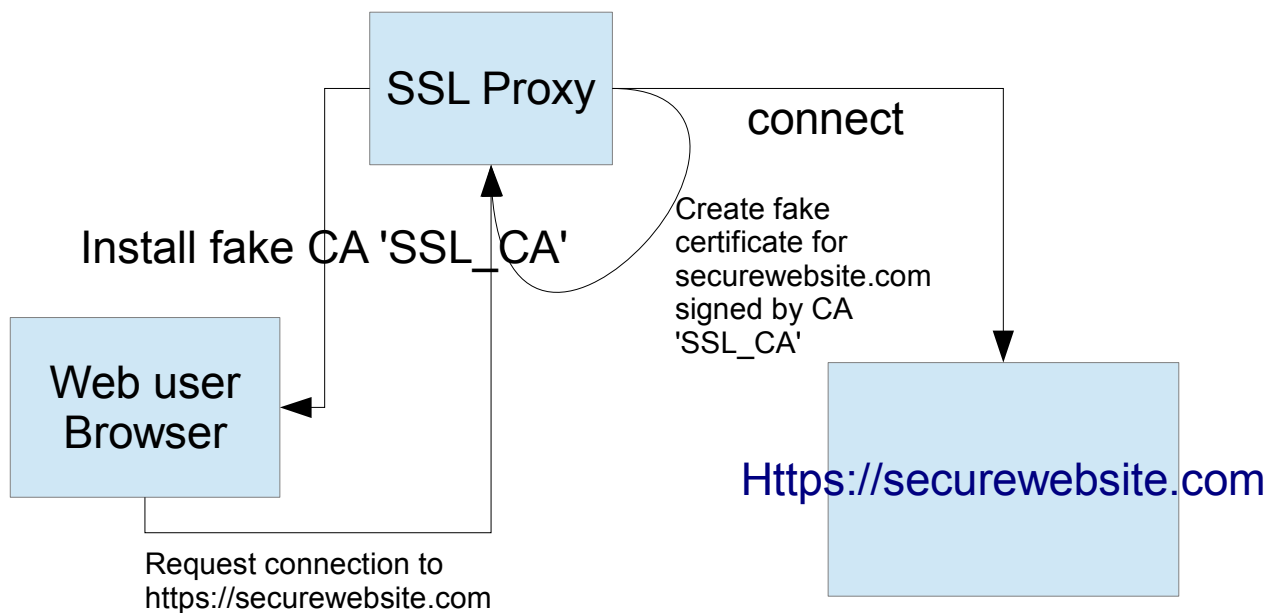 SSL Proxy
connect
Create fake
certificate for
securewebsite.com
signed by CA
'SSL_CA'
Install fake CA 'SSL_CA'
Web user
Browser
Https://securewebsite.com
Request connection to
https://securewebsite.com